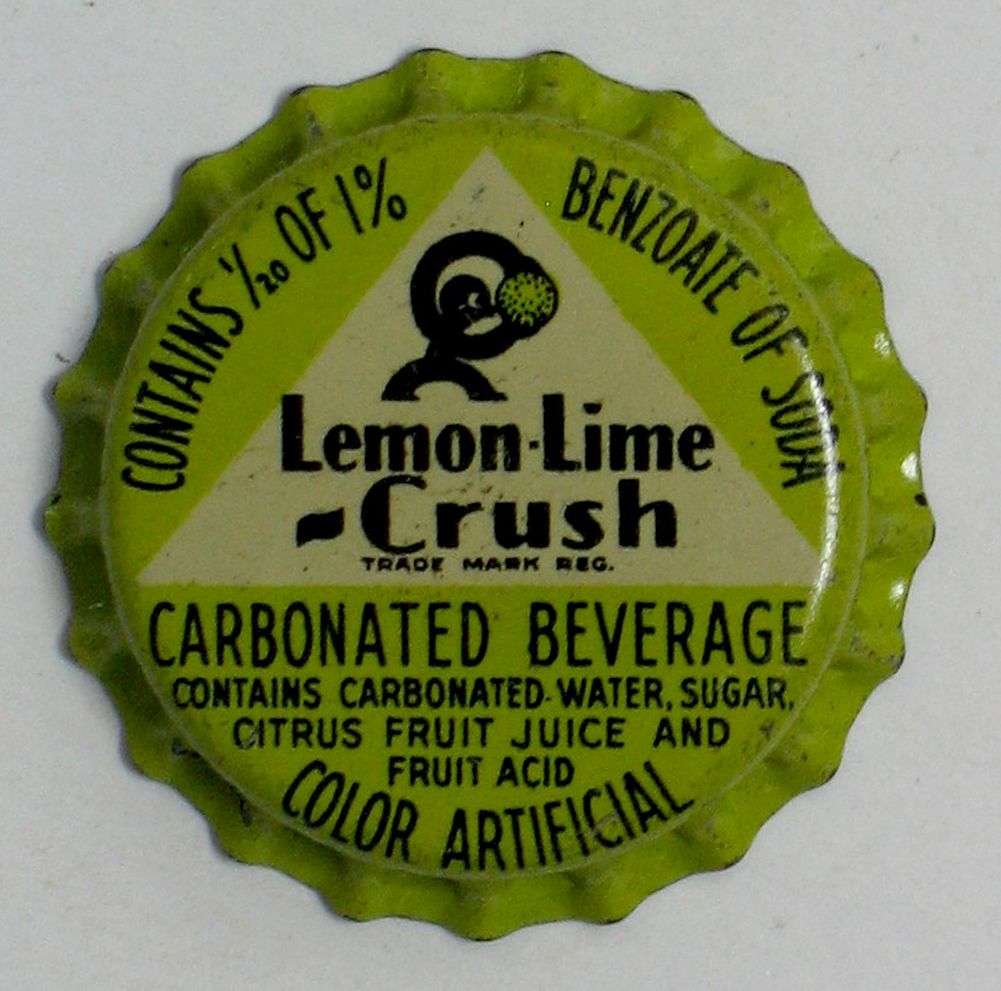 CONTAINS 1/20 OF 1%
BENZOATE OF SODA
Lemon-Lime
Crush
TRADE MARK REG.
CARBONATED BEVERAGE
CONTAINS CARBONATED-WATER, SUGAR,
CITRUS FRUIT JUICE AND
FRUIT ACID
COLOR ARTIFICIAL